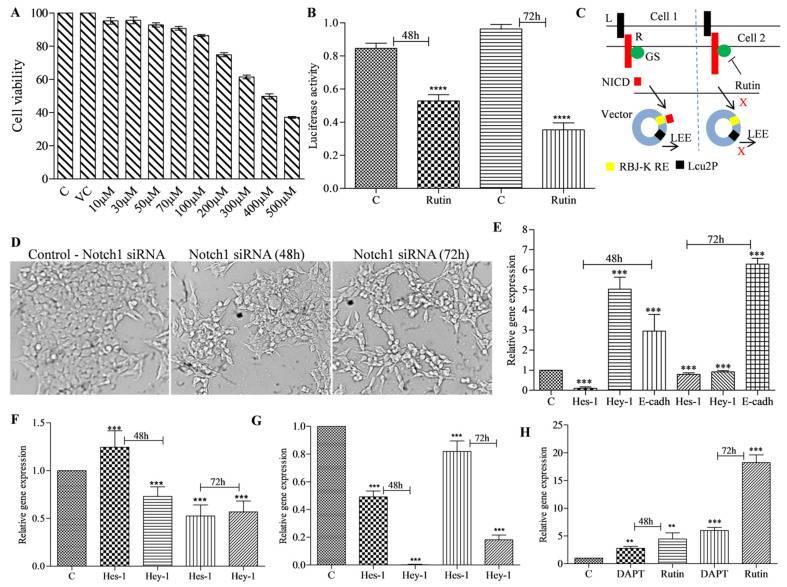 A
Cell viability
100
80
60
40
20
0
C
VC
10μM
30μM
50μM
70μM
100μM
200μM
300μM
400μM
500μM
B
Luciferase activity
1.0
0.8
0.6
0.4
0.2
0.0
48h
72h
****
****
C
Rutin
C
Rutin
C
L
Cell 1
R
Cell 2
GS
NICD
Rutin
X
Vector
LEE
LEE
X
RBJ-K RE
Lcu2P
D
Control - Notch1 siRNA
Notch1 siRNA (48h)
Notch1 siRNA (72h)
E
Relative gene expression
7
6
5
4
3
2
1
0
48h
72h
***
***
***
***
***
***
C
Hes-1
Hey-1
E-cadh
Hes-1
Hey-1
E-cadh
F
Relative gene expression
1.5
1.0
0.5
0.0
***
48h
***
***
72h
***
C
Hes-1
Hey-1
Hes-1
Hey-1
G
Relative gene expression
1.0
0.8
0.6
0.4
0.2
0.0
***
48h
***
***
72h
***
C
Hes-1
Hey-1
Hes-1
Hey-1
H
Relative gene expression
25
20
15
10
5
0
48h
72h
**
**
***
***
C
DAPT
Rutin
DAPT
Rutin